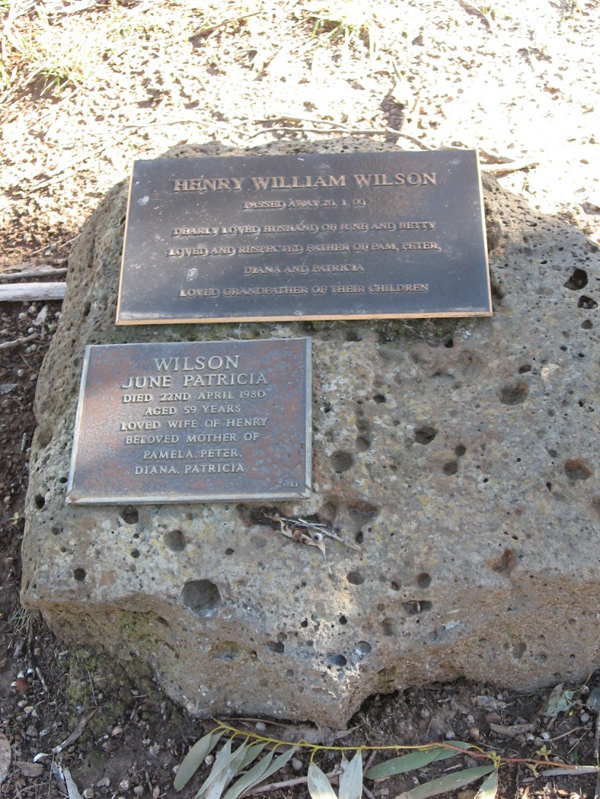 HENRY WILLIAM WILSON
PASSED AWAY 20. 1. 99
DEARLY LOVED HUSBAND OF JUNE AND BETTY
LOVED AND RESPECTED FATHER OF PAM, PETER,
DIANA AND PATRICIA
LOVED GRANDFATHER OF THEIR CHILDREN
WILSON
JUNE PATRICIA
DIED 22ND APRIL 1980
AGED 59 YEARS
LOVED WIFE OF HENRY
BELOVED MOTHER OF
PAMELA, PETER,
DIANA, PATRICIA